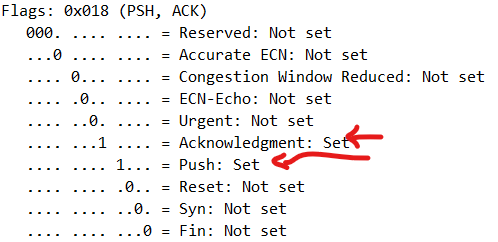 Flags: 0x018 (PSH, ACK)
000. .... .... = Reserved: Not set
...0 .... .... = Accurate ECN: Not set
.... 0... .... = Congestion Window Reduced: Not set
.... .0.. .... = ECN-Echo: Not set
.... ..0. .... = Urgent: Not set
.... ...1 .... = Acknowledgment: Set
.... .... 1... = Push: Set
.... .... .0.. = Reset: Not set
.... .... ..0. = Syn: Not set
.... .... ...0 = Fin: Not set